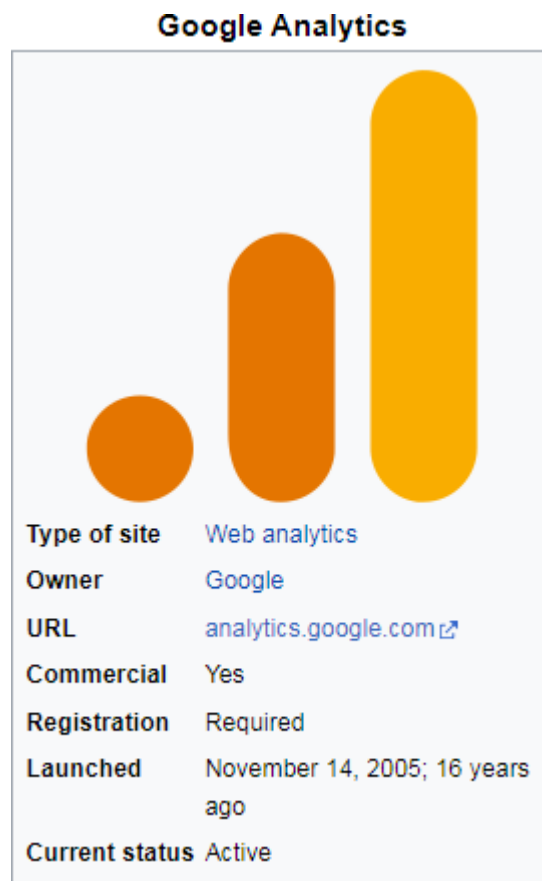 Google Analytics
Type of site Web analytics
Owner Google
URL analytics.google.com
Commercial Yes
Registration Required
Launched November 14, 2005; 16 years
ago
Current status Active